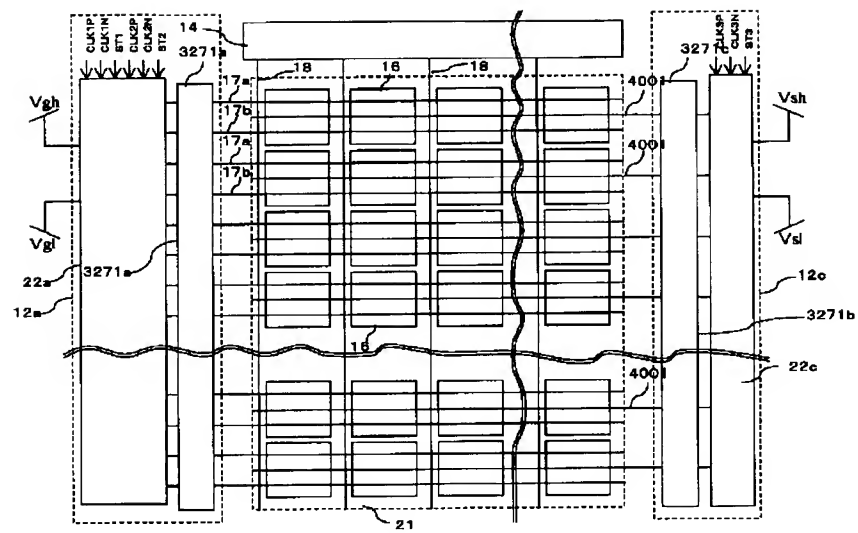 14
CLK1P
CLK1N
ST1
CLK2P
CLK2N
ST2
3271a
18
16
18
3271c
CLK3P
CLK3N
ST3
Vgh
17a
17b
17a
17b
4001
4001
Vsh
Vgl
Vsl
22a
12a
3271a
12c
3271b
16
4001
22c
21